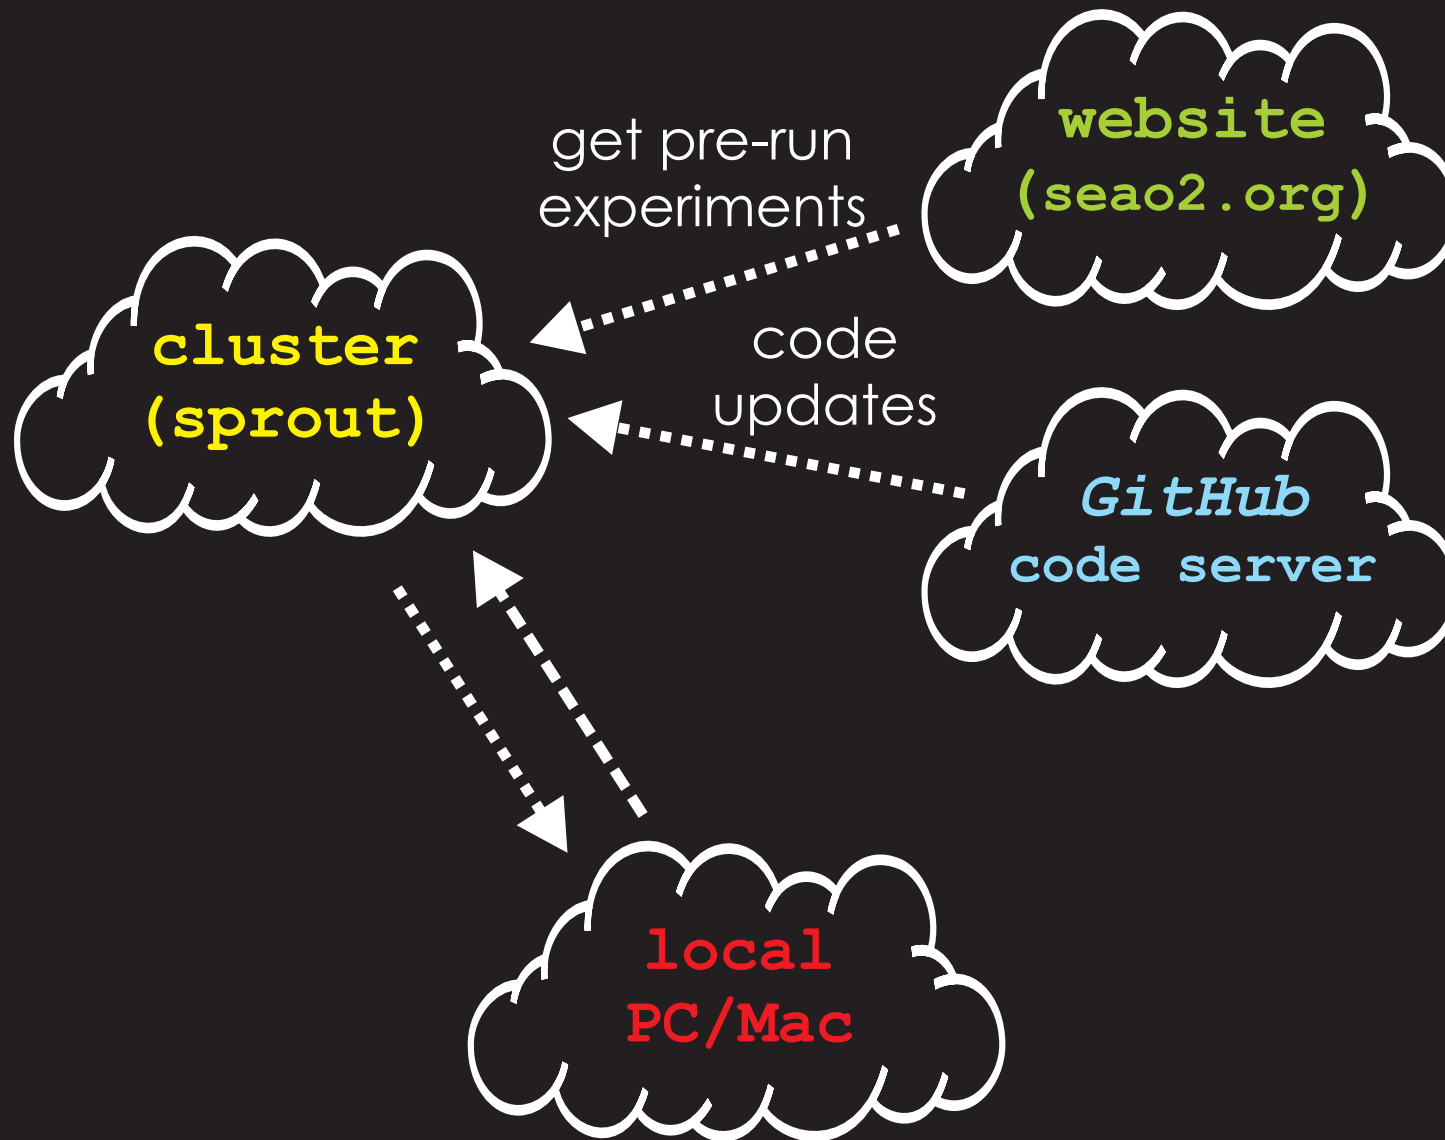 website
(seao2.org)
get pre-run
experiments
cluster
(sprout)
code
updates
GitHub
code server
local
PC/Mac